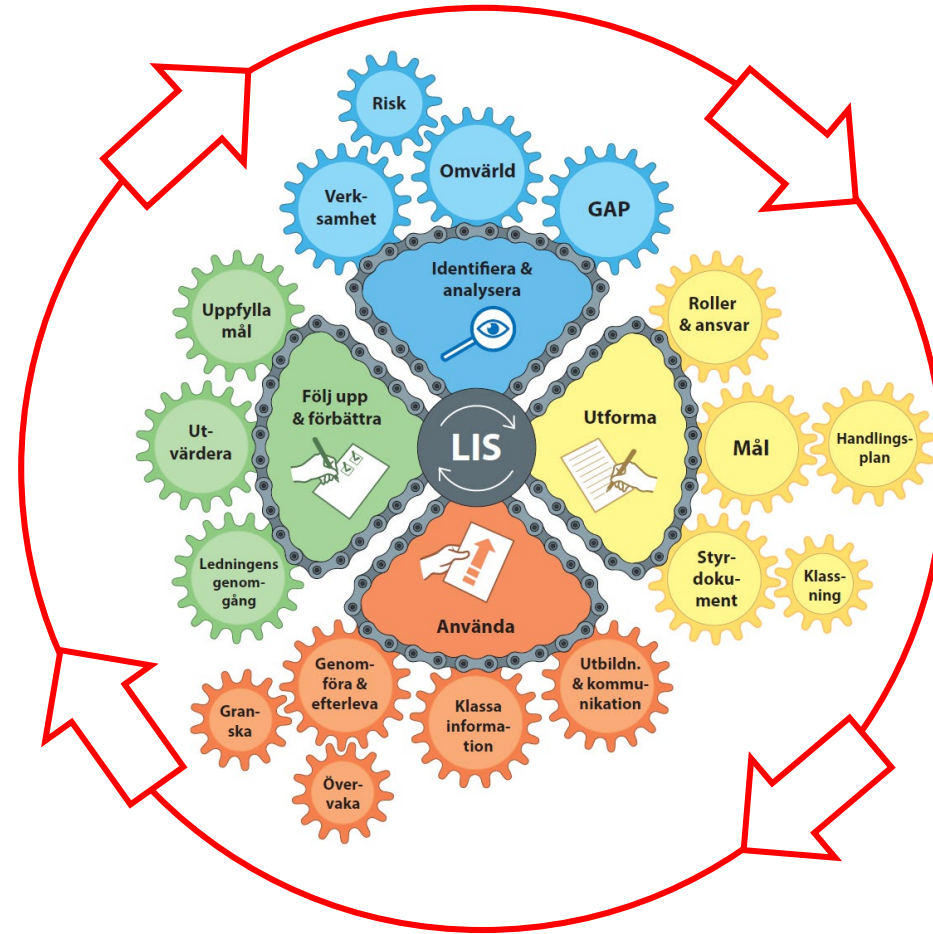 Risk
Omvärld
Verk-
samhet
GAP
Identifiera &
analysera
Roller
& ansvar
Uppfylla
mål
Följ upp
& förbättra
LIS
Utforma
Mål
Handlings-
plan
Ut-
värdera
Ledningens
genom-
gång
Styr-
doku-
ment
Klass-
ning
Använda
Genom-
föra &
efterleva
Utbildn.
& kommu-
nikation
Klassa
informa-
tion
Gran-
ska
Över-
vaka